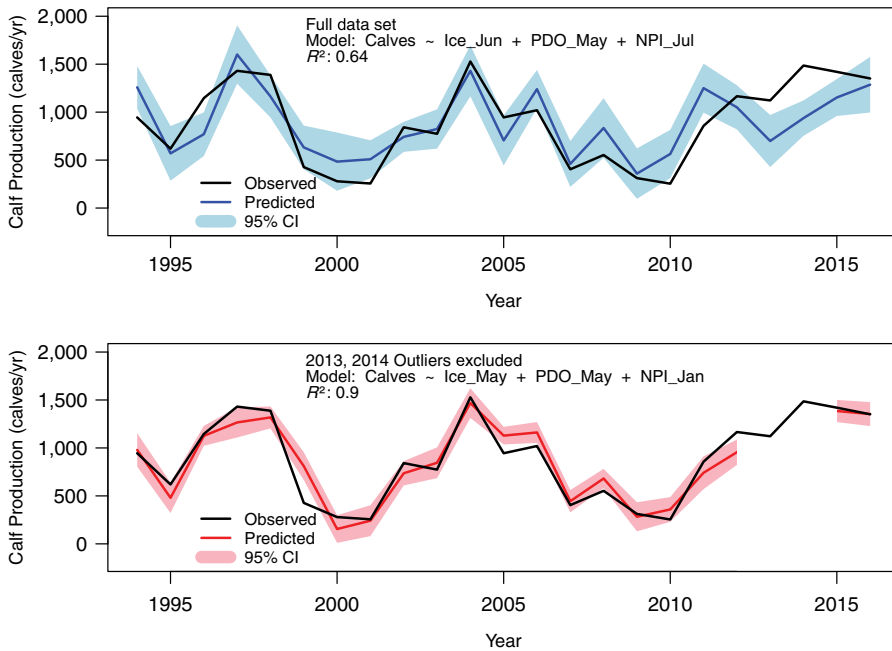 Full data set
Model: Calves ~ Ice_Jun + PDO_May + NPI_Jul
R²: 0.64
Calf Production (calves/yr)
2,000
1,500
1,000
500
0
Observed
Predicted
95% CI
1995 2000 2005 2010 2015
Year
2013, 2014 Outliers excluded
Model: Calves ~ Ice_May + PDO_May + NPI_Jan
R²: 0.9
Calf Production (calves/yr)
2,000
1,500
1,000
500
0
Observed
Predicted
95% CI
1995 2000 2005 2010 2015
Year